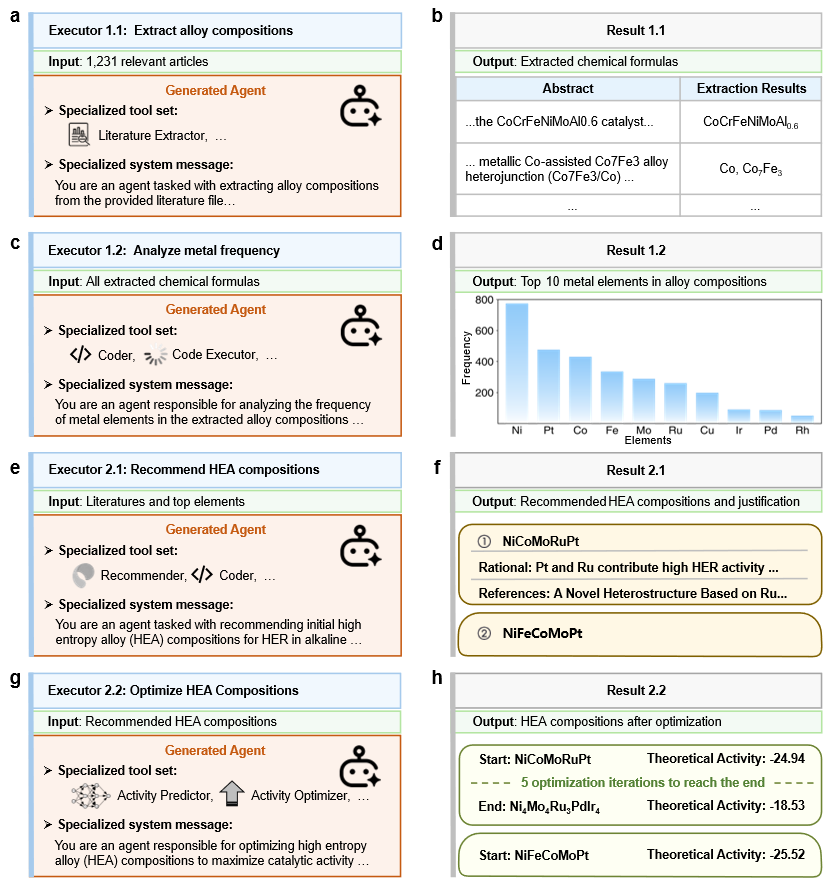 a
Executor 1.1: Extract alloy compositions
Input: 1,231 relevant articles
Generated Agent
➤ Specialized tool set:
Literature Extractor, ...
➤ Specialized system message:
You are an agent tasked with extracting alloy compositions
from the provided literature file…
b
Result 1.1
Output: Extracted chemical formulas
Abstract
Extraction Results
...the CoCrFeNiMoAl0.6 catalyst...
CoCrFeNiMoAl₀.₆
... metallic Co-assisted Co7Fe3 alloy
heterojunction (Co7Fe3/Co) ...
Co, Co₇Fe₃
...
...
c
Executor 1.2: Analyze metal frequency
Input: All extracted chemical formulas
Generated Agent
➤ Specialized tool set:
</> Coder, Code Executor, ...
➤ Specialized system message:
You are an agent responsible for analyzing the frequency
of metal elements in the extracted alloy compositions ...
d
Result 1.2
Output: Top 10 metal elements in alloy compositions
800
600
400
200
Frequency
Ni Pt Co Fe Mo Ru Cu Ir Pd Rh
Elements
e
Executor 2.1: Recommend HEA compositions
Input: Literatures and top elements
Generated Agent
➤ Specialized tool set:
Recommender, </> Coder, ...
➤ Specialized system message:
You are an agent tasked with recommending initial high
entropy alloy (HEA) compositions for HER in alkaline ...
f
Result 2.1
Output: Recommended HEA compositions and justification
① NiCoMoRuPt
Rational: Pt and Ru contribute high HER activity ...
References: A Novel Heterostructure Based on Ru...
② NiFeCoMoPt
g
Executor 2.2: Optimize HEA Compositions
Input: Recommended HEA compositions
Generated Agent
➤ Specialized tool set:
Activity Predictor, Activity Optimizer, ...
➤ Specialized system message:
You are an agent responsible for optimizing high entropy
alloy (HEA) compositions to maximize catalytic activity ...
h
Result 2.2
Output: HEA compositions after optimization
Start: NiCoMoRuPt Theoretical Activity: -24.94
5 optimization iterations to reach the end
End: Ni₄Mo₄Ru₃PdIr₄ Theoretical Activity: -18.53
Start: NiFeCoMoPt Theoretical Activity: -25.52